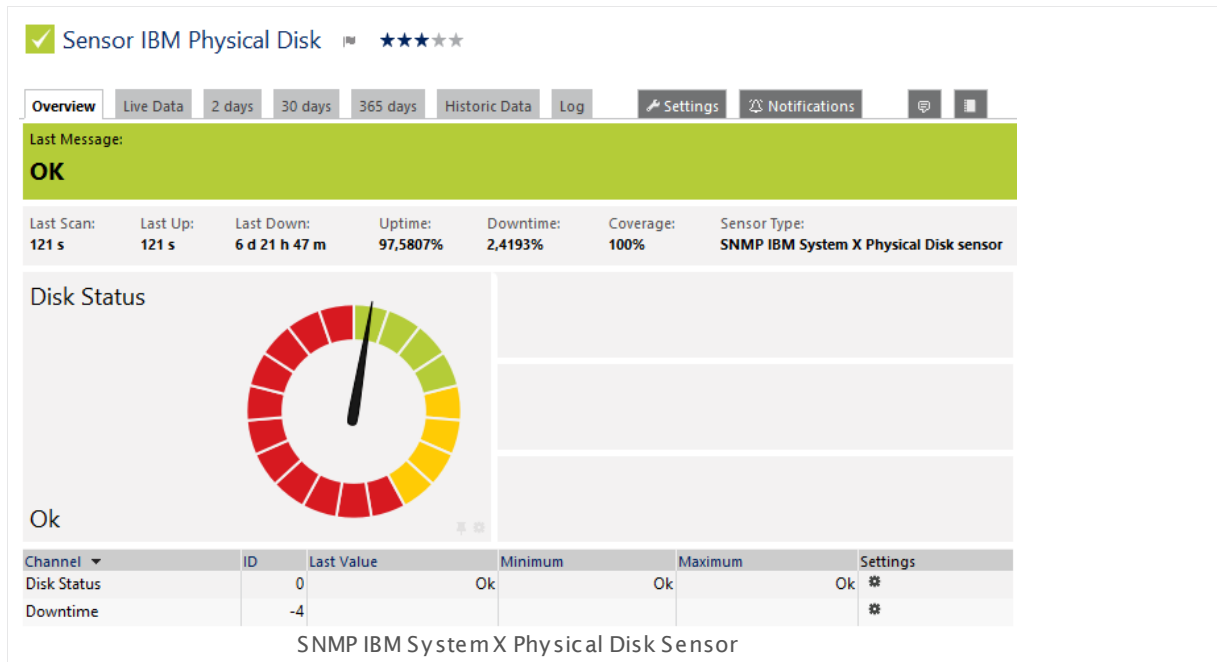 Sensor IBM Physical Disk
Overview Live Data 2 days 30 days 365 days Historic Data Log Settings Notifications
Last Message:
OK
Last Scan: Last Up: Last Down: Uptime: Downtime: Coverage: Sensor Type:
121 s 121 s 6 d 21 h 47 m 97,5807% 2,4193% 100% SNMP IBM System X Physical Disk sensor
Disk Status
Ok
Channel ID Last Value Minimum Maximum Settings
Disk Status 0 Ok Ok Ok
Downtime -4
SNMP IBM System X Physical Disk Sensor